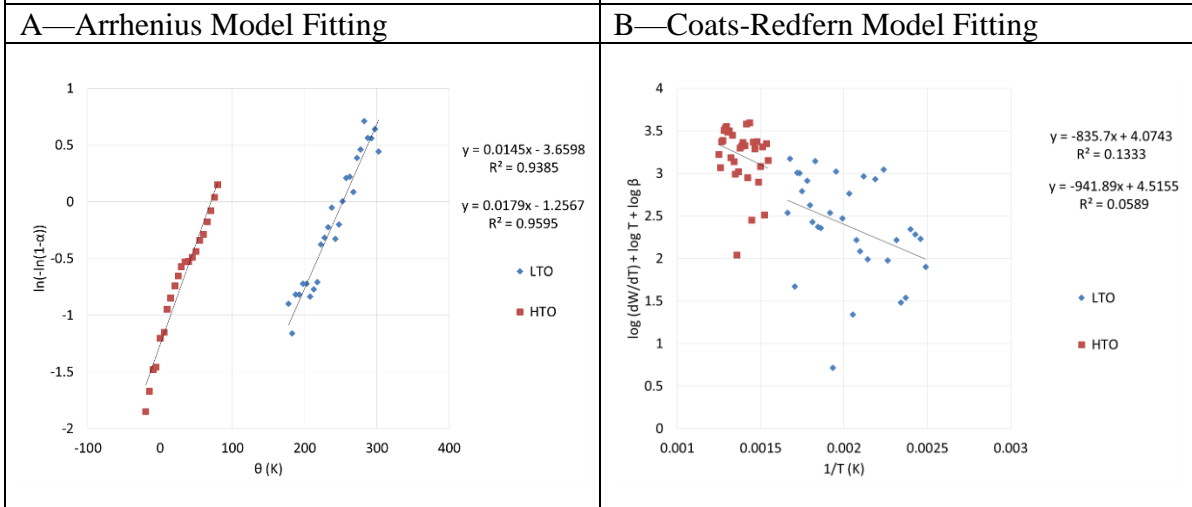 A—Arrhenius Model Fitting
B—Coats-Redfern Model Fitting
1
0.5
0
-0.5
-1
-1.5
-2
ln(-ln(1-α))
-100
0
100
200
300
400
θ (K)
y = 0.0145x - 3.6598
R² = 0.9385
y = 0.0179x - 1.2567
R² = 0.9595
LTO
HTO
4
3.5
3
2.5
2
1.5
1
0.5
0
log (dW/dT) + log T + log β
0.001
0.0015
0.002
0.0025
0.003
1/T (K)
y = -835.7x + 4.0743
R² = 0.1333
y = -941.89x + 4.5155
R² = 0.0589
LTO
HTO